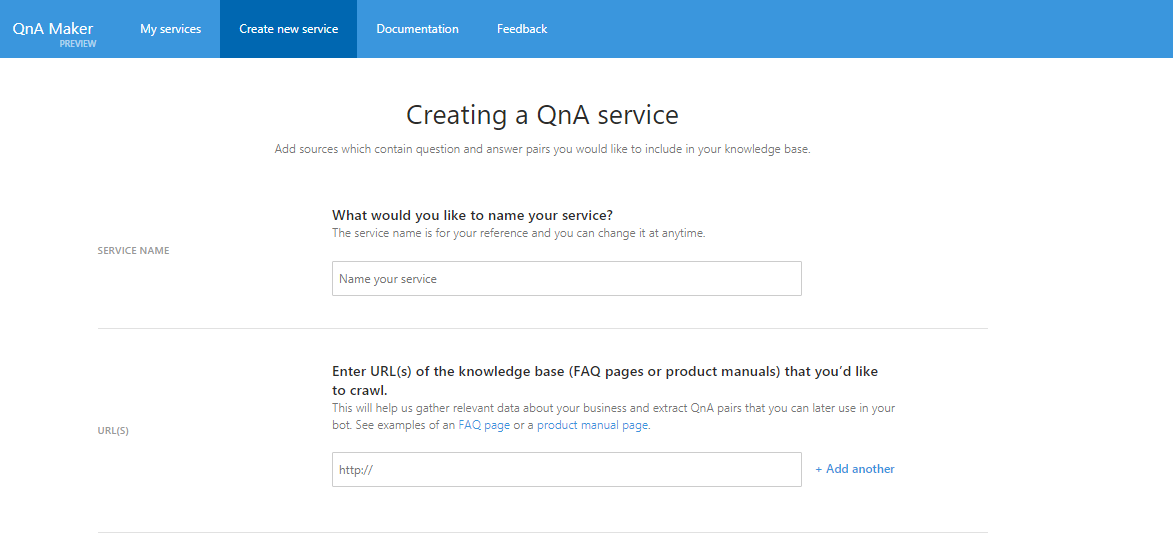 QnA Maker
PREVIEW
My services
Create new service
Documentation
Feedback
Creating a QnA service
Add sources which contain question and answer pairs you would like to include in your knowledge base.
What would you like to name your service?
The service name is for your reference and you can change it at anytime.
SERVICE NAME
Name your service
Enter URL(s) of the knowledge base (FAQ pages or product manuals) that you'd like
to crawl.
This will help us gather relevant data about your business and extract QnA pairs that you can later use in your
bot. See examples of an FAQ page or a product manual page.
URL(S)
http://
+ Add another